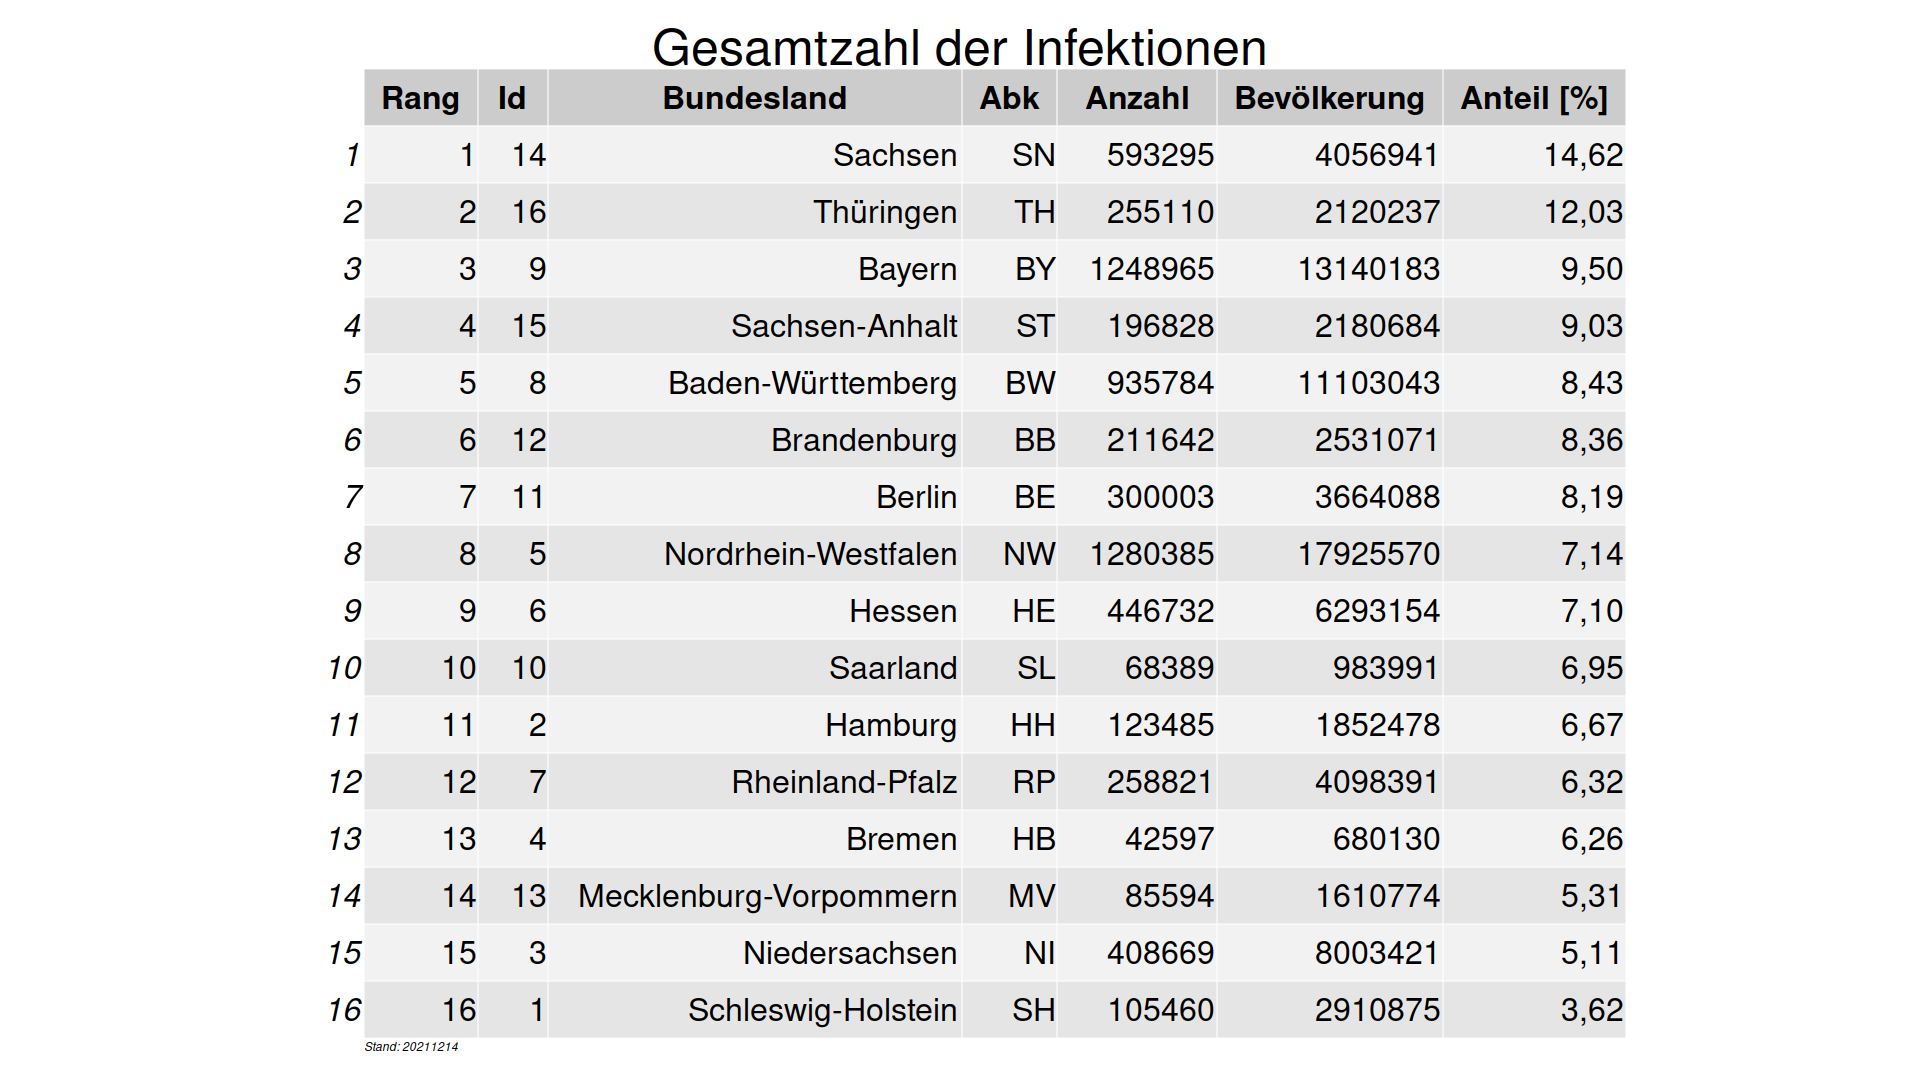 Gesamtzahl der Infektionen
Rang Id Bundesland Abk Anzahl Bevölkerung Anteil [%]
1 1 14 Sachsen SN 593295 4056941 14,62
2 2 16 Thüringen TH 255110 2120237 12,03
3 3 9 Bayern BY 1248965 13140183 9,50
4 4 15 Sachsen-Anhalt ST 196828 2180684 9,03
5 5 8 Baden-Württemberg BW 935784 11103043 8,43
6 6 12 Brandenburg BB 211642 2531071 8,36
7 7 11 Berlin BE 300003 3664088 8,19
8 8 5 Nordrhein-Westfalen NW 1280385 17925570 7,14
9 9 6 Hessen HE 446732 6293154 7,10
10 10 10 Saarland SL 68389 983991 6,95
11 11 2 Hamburg HH 123485 1852478 6,67
12 12 7 Rheinland-Pfalz RP 258821 4098391 6,32
13 13 4 Bremen HB 42597 680130 6,26
14 14 13 Mecklenburg-Vorpommern MV 85594 1610774 5,31
15 15 3 Niedersachsen NI 408669 8003421 5,11
16 16 1 Schleswig-Holstein SH 105460 2910875 3,62
Stand: 20211214